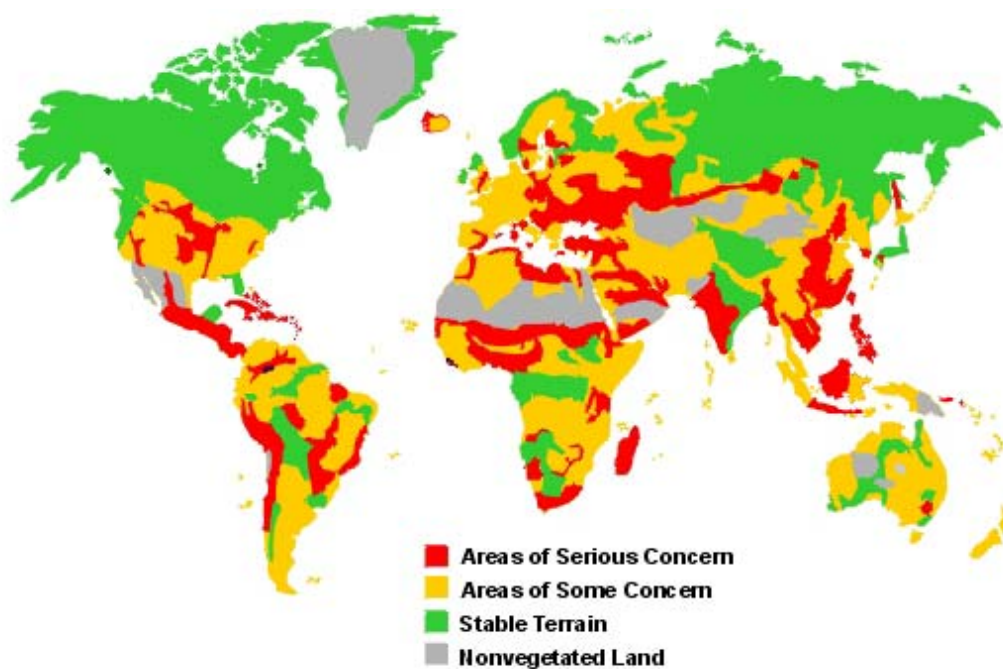 Areas of Serious Concern
Areas of Some Concern
Stable Terrain
Nonvegetated Land